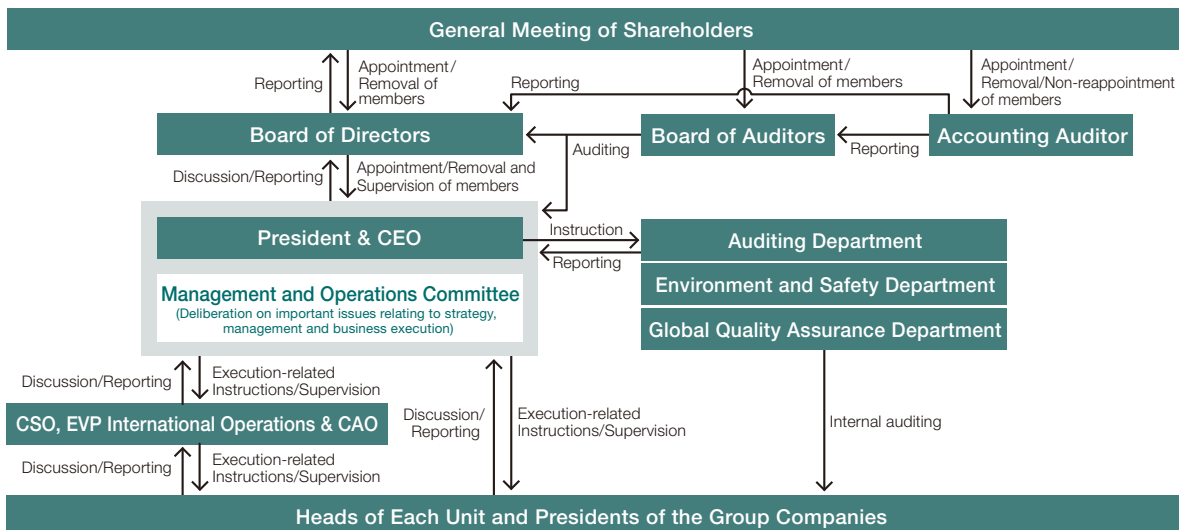 General Meeting of Shareholders
Reporting
Appointment/
Removal of
members
Reporting
Appointment/
Removal of members
Appointment/
Removal/Non-reappointment
of members
Board of Directors
Auditing
Board of Auditors
Reporting
Accounting Auditor
Discussion/Reporting
Appointment/Removal and
Supervision of members
President & CEO
Instruction
Reporting
Auditing Department
Management and Operations Committee
(Deliberation on important issues relating to strategy,
management and business execution)
Environment and Safety Department
Global Quality Assurance Department
Discussion/Reporting
Execution-related
Instructions/Supervision
CSO, EVP International Operations & CAO
Discussion/
Reporting
Execution-related
Instructions/Supervision
Internal auditing
Discussion/Reporting
Execution-related
Instructions/Supervision
Heads of Each Unit and Presidents of the Group Companies